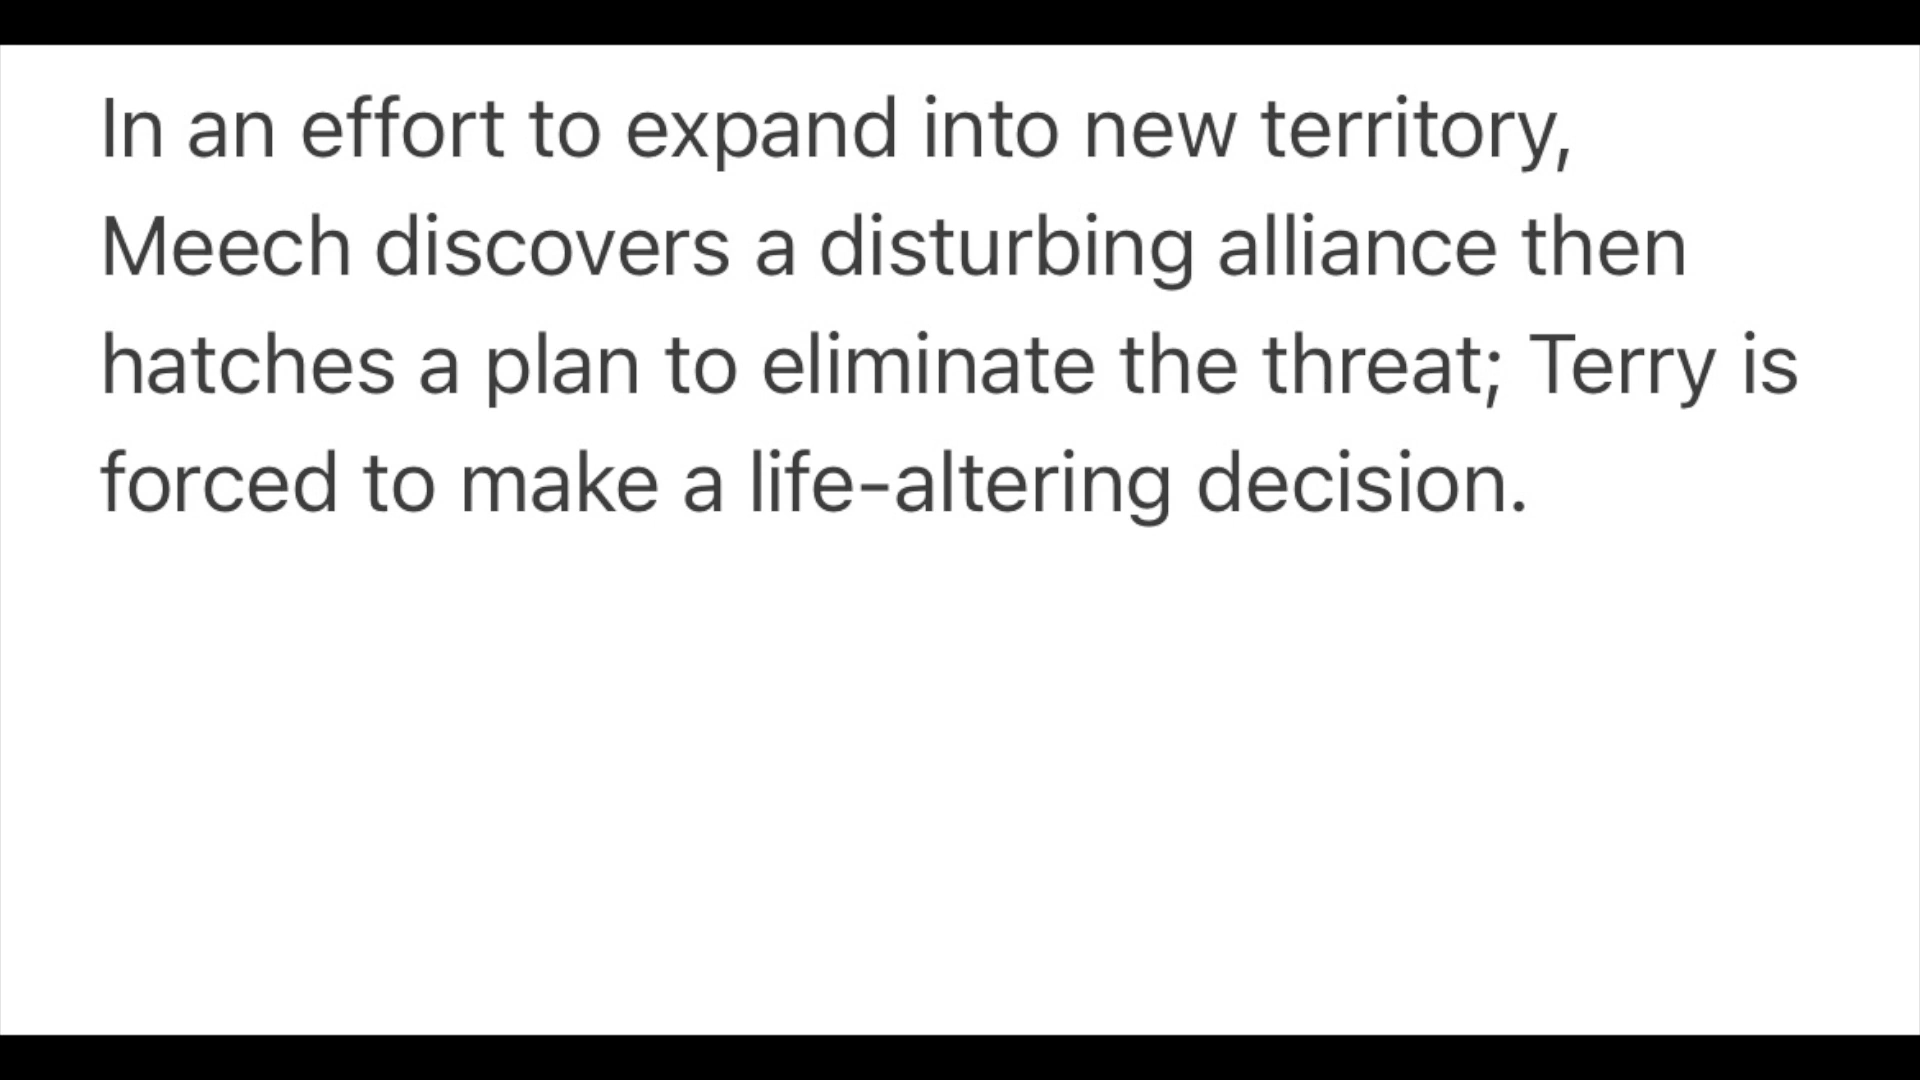 In an effort to expand into new territory,
Meech discovers a disturbing alliance then
hatches a plan to eliminate the threat; Terry is
forced to make a life-altering decision.